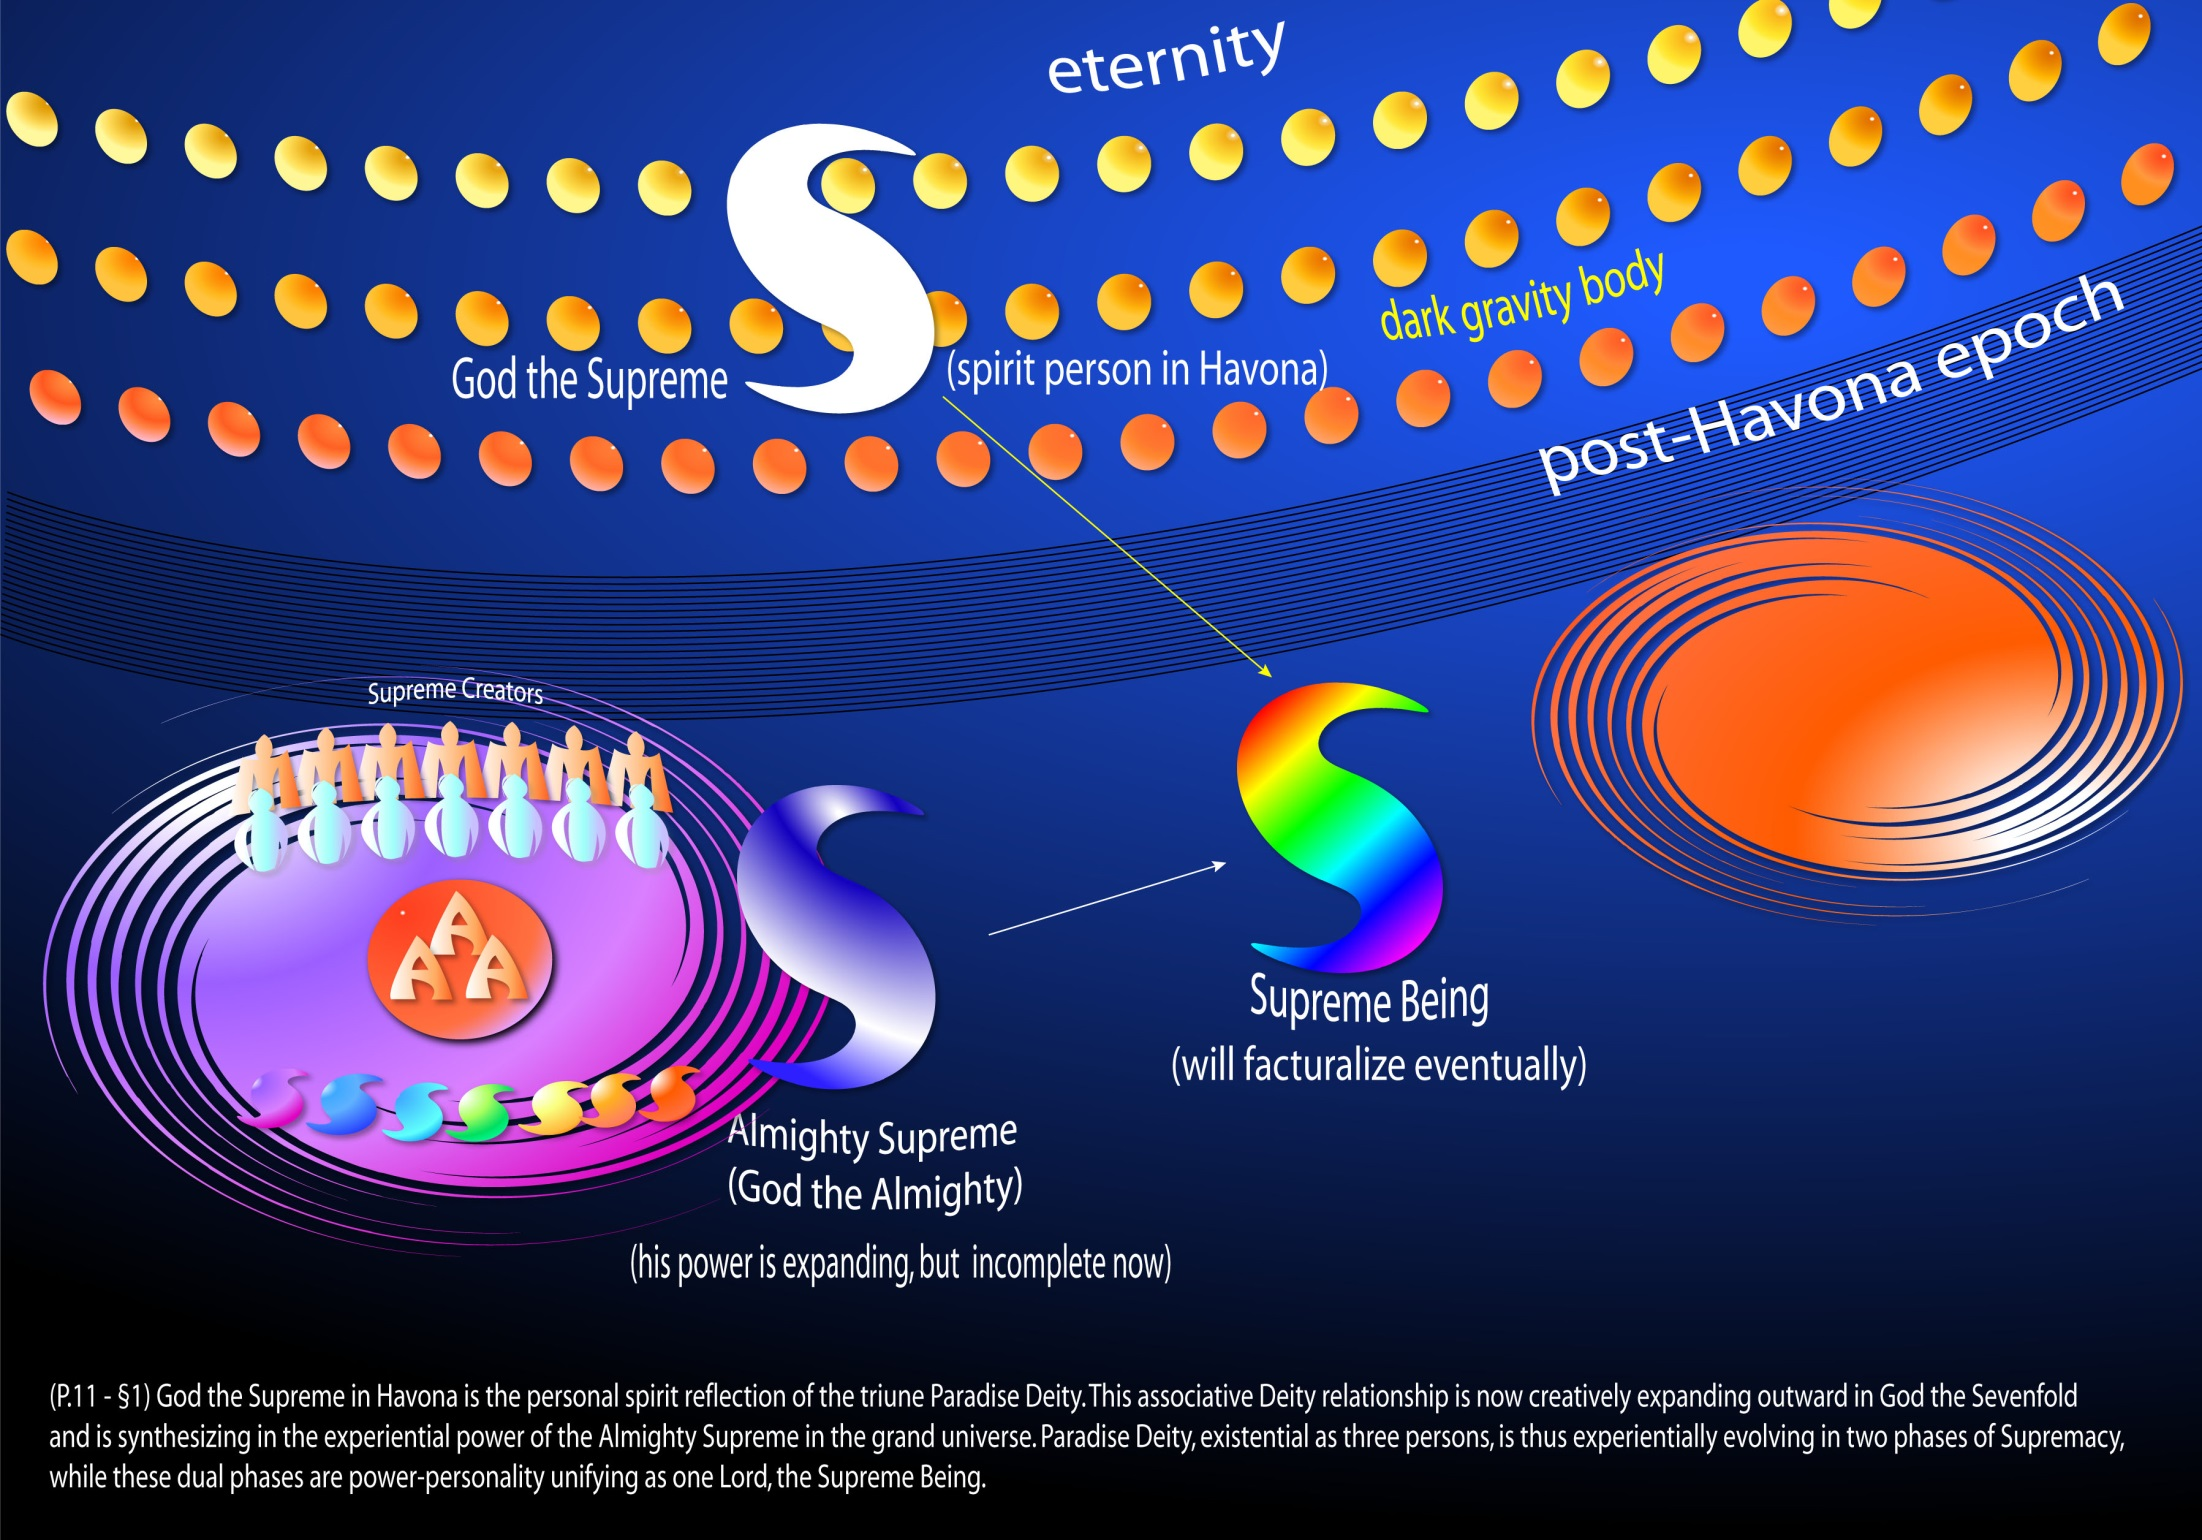 eternity
dark gravity body
God the Supreme
(spirit person in Havona)
post-Havona epoch
Supreme Creators
A
A A
Supreme Being
(will facturalize eventually)
Almighty Supreme
(God the Almighty)
(his power is expanding, but incomplete now)
(P.11 - §1) God the Supreme in Havona is the personal spirit reflection of the triune Paradise Deity. This associative Deity relationship is now creatively expanding outward in God the Sevenfold
and is synthesizing in the experiential power of the Almighty Supreme in the grand universe. Paradise Deity, existential as three persons, is thus experientially evolving in two phases of Supremacy,
while these dual phases are power-personality unifying as one Lord, the Supreme Being.